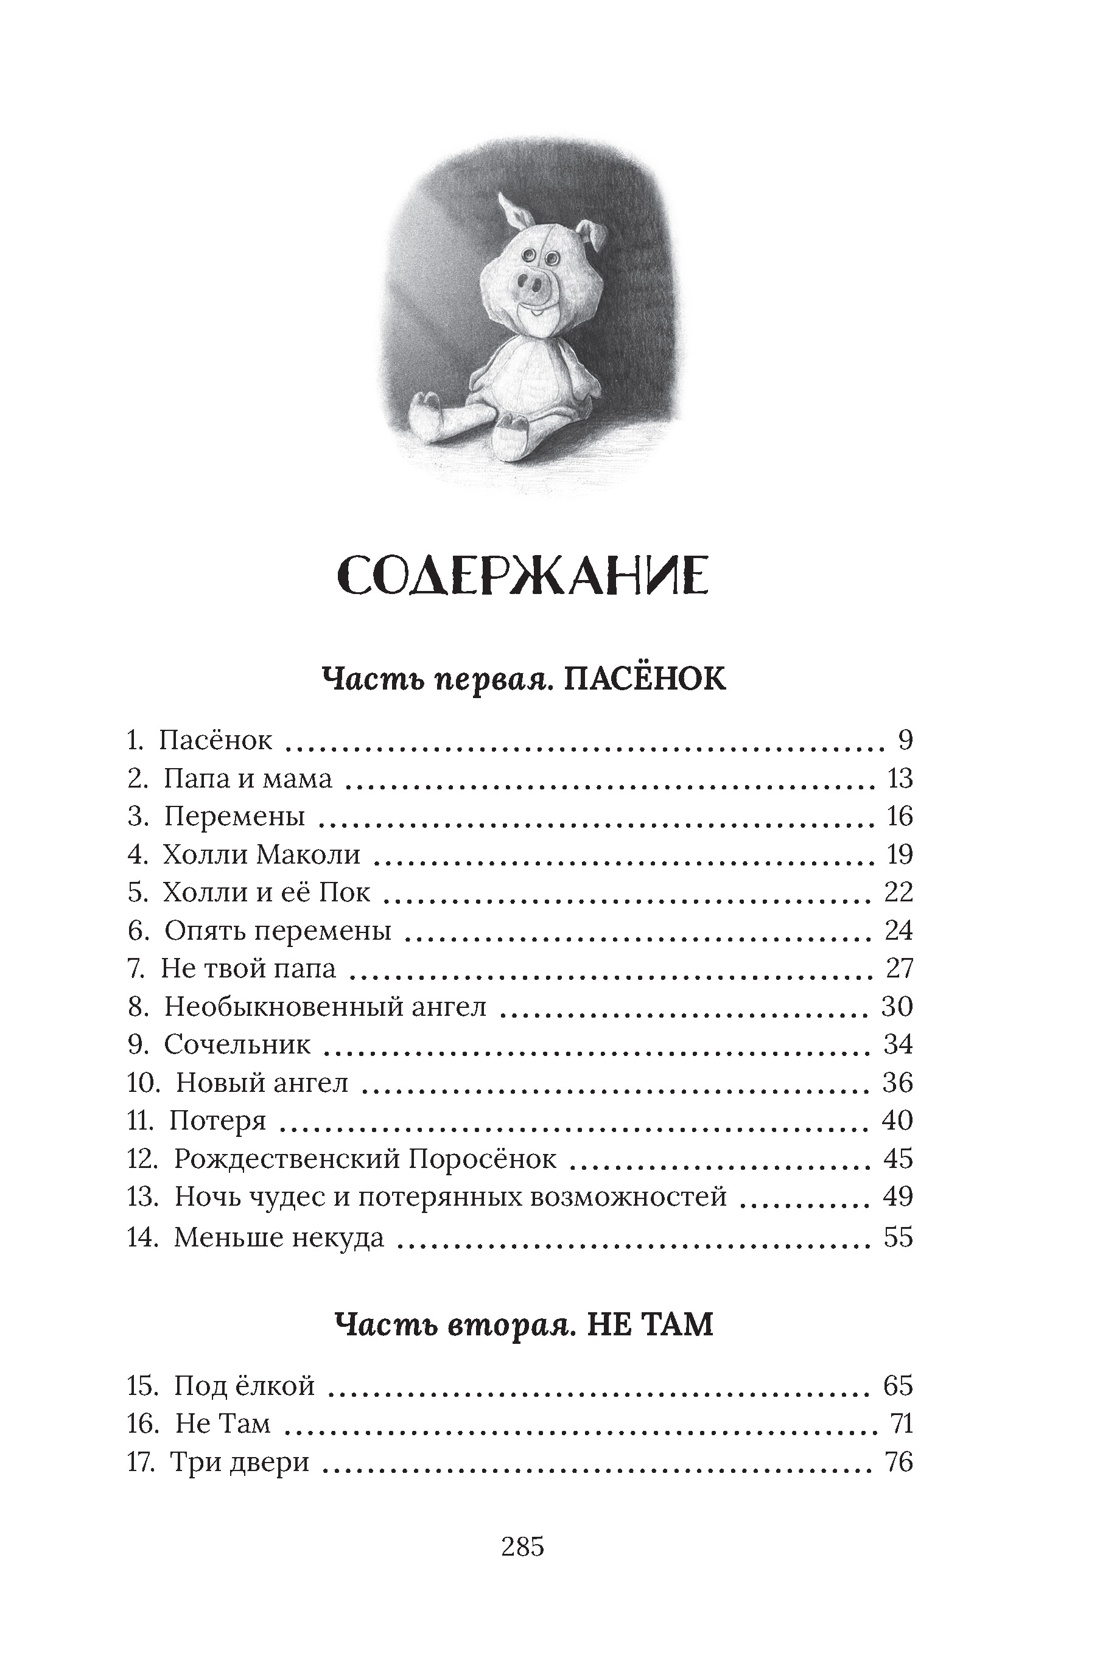 СОДЕРЖАНИЕ
Часть первая. ПАСЁНОК
1. Пасёнок ........................................................ 9
2. Папа и мама ........................................................ 13
3. Перемены ........................................................ 16
4. Холли Маколи ........................................................ 19
5. Холли и её Пок ........................................................ 22
6. Опять перемены ........................................................ 24
7. Не твой папа ........................................................ 27
8. Необыкновенный ангел ........................................................ 30
9. Сочельник ........................................................ 34
10. Новый ангел ........................................................ 36
11. Потеря ........................................................ 40
12. Рождественский Поросёнок ........................................................ 45
13. Ночь чудес и потерянных возможностей ............ 49
14. Меньше некуда ........................................................ 55
Часть вторая. НЕ ТАМ
15. Под ёлкой ........................................................ 65
16. Не Там ........................................................ 71
17. Три двери ........................................................ 76
285